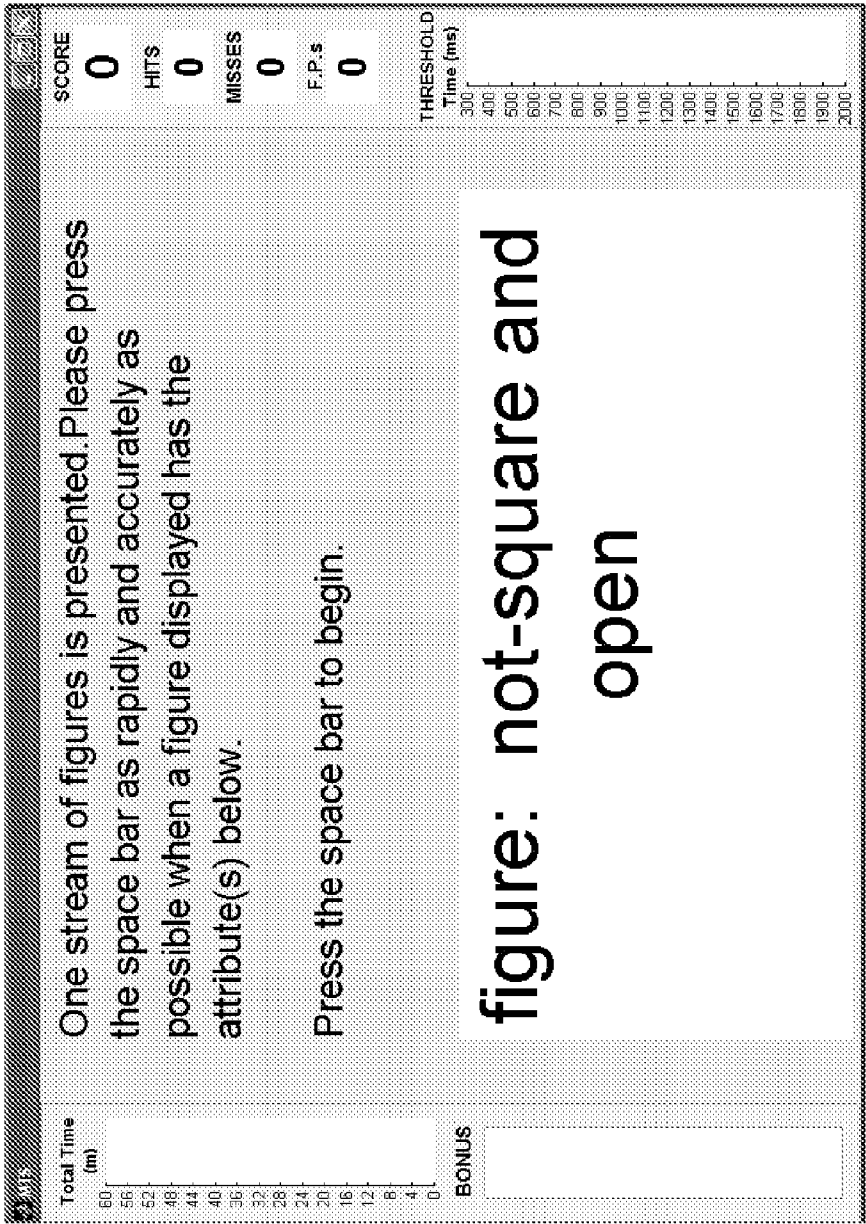 Total Time
(m)
60
56
52
48
44
40
36
32
28
24
20
16
12
8
4
0
BONUS
One stream of figures is presented.Please press
the space bar as rapidly and accurately as
possible when a figure displayed has the
attribute(s) below.
Press the space bar to begin.
figure: not-square and
open
SCORE
0
HITS
0
MISSES
0
F.P.s
0
THRESHOLD
Time (ms)
300
400
500
600
700
800
900
1000
1100
1200
1300
1400
1500
1600
1700
1800
1900
2000